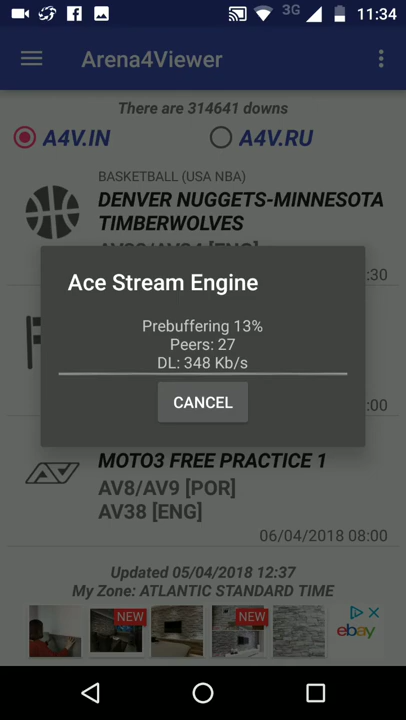 3G 11:34
Arena4Viewer
There are 314641 downs
A4V.IN A4V.RU
BASKETBALL (USA NBA)
DENVER NUGGETS-MINNESOTA
TIMBERWOLVES
:30
Ace Stream Engine
Prebuffering 13%
Peers: 27
DL: 348 Kb/s
CANCEL
:00
MOTO3 FREE PRACTICE 1
AV8/AV9 [POR]
AV38 [ENG]
06/04/2018 08:00
Updated 05/04/2018 12:37
My Zone: ATLANTIC STANDARD TIME
NEW NEW
ebay